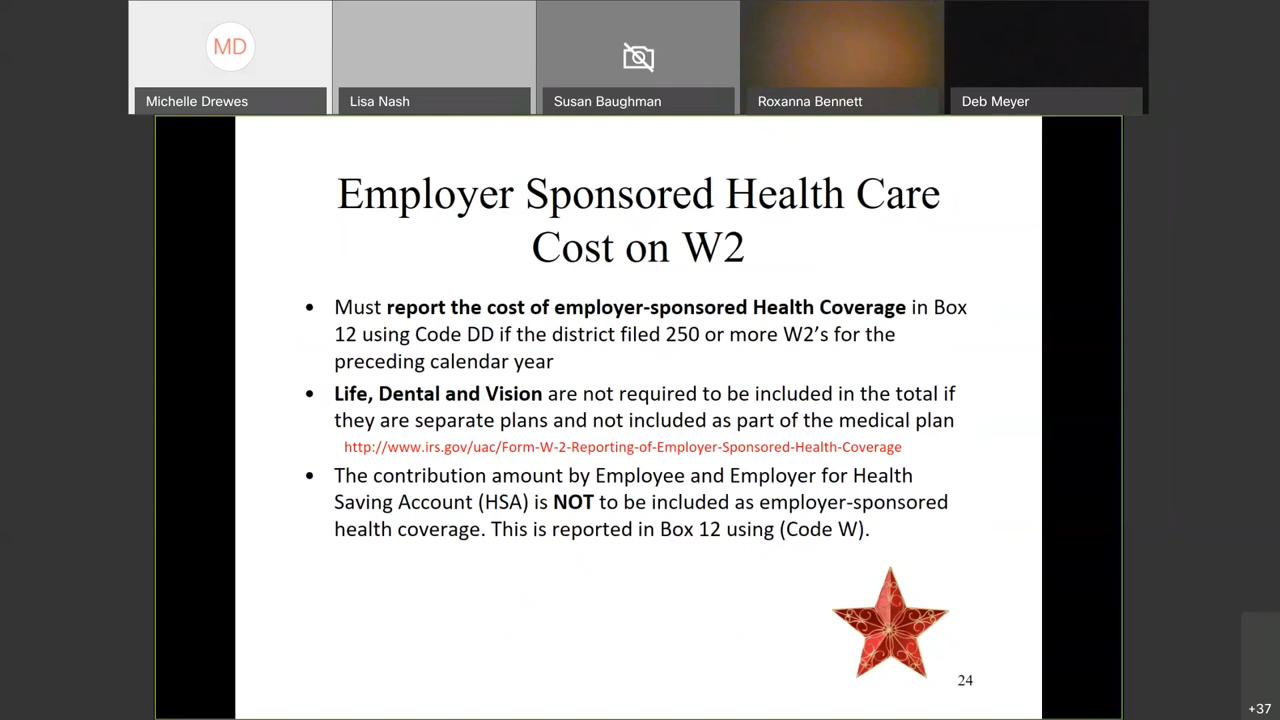 MD
Michelle Drewes
Lisa Nash
Susan Baughman
Roxanna Bennett
Deb Meyer
Employer Sponsored Health Care
Cost on W2
• Must report the cost of employer-sponsored Health Coverage in Box
12 using Code DD if the district filed 250 or more W2’s for the
preceding calendar year
• Life, Dental and Vision are not required to be included in the total if
they are separate plans and not included as part of the medical plan
http://www.irs.gov/uac/Form-W-2-Reporting-of-Employer-Sponsored-Health-Coverage
• The contribution amount by Employee and Employer for Health
Saving Account (HSA) is NOT to be included as employer-sponsored
health coverage. This is reported in Box 12 using (Code W).
24
+37